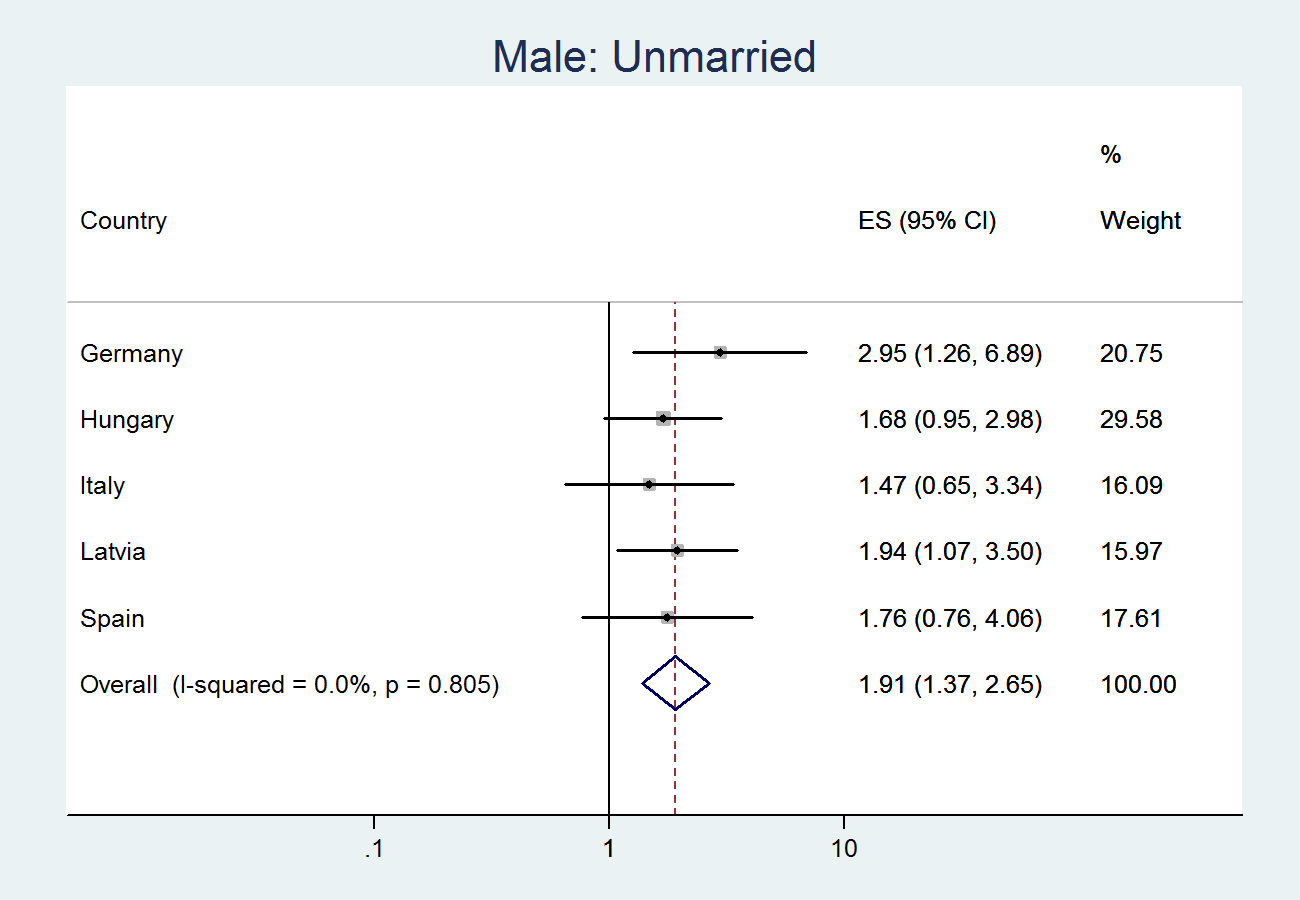 Male: Unmarried
%
Country ES (95% CI) Weight
Germany 2.95 (1.26, 6.89) 20.75
Hungary 1.68 (0.95, 2.98) 29.58
Italy 1.47 (0.65, 3.34) 16.09
Latvia 1.94 (1.07, 3.50) 15.97
Spain 1.76 (0.76, 4.06) 17.61
Overall (I-squared = 0.0%, p = 0.805) 1.91 (1.37, 2.65) 100.00
.1 1 10